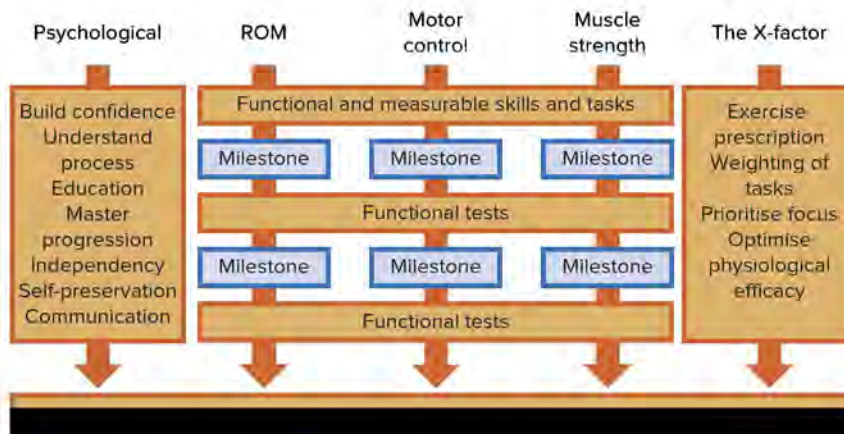 Psychological
ROM
Motor
control
Muscle
strength
The X-factor
Build confidence
Understand
process
Education
Master
progression
Independency
Self-preservation
Communication
Functional and measurable skills and tasks
Milestone
Milestone
Milestone
Functional tests
Milestone
Milestone
Milestone
Functional tests
Exercise
prescription
Weighting of
tasks
Prioritise focus
Optimise
physiological
efficacy